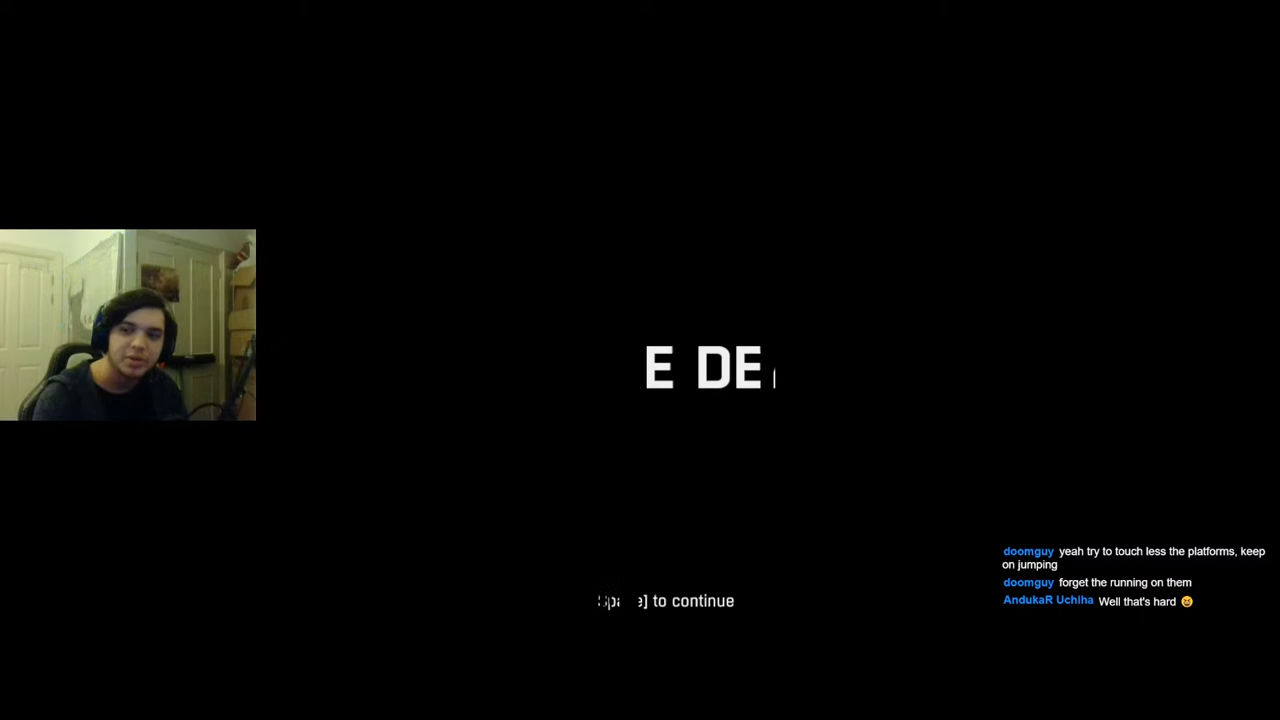 E DE
to continue
doomguy yeah try to touch less the platforms, keep
on jumping
doomguy forget the running on them
AndukaR Uchiha Well that's hard